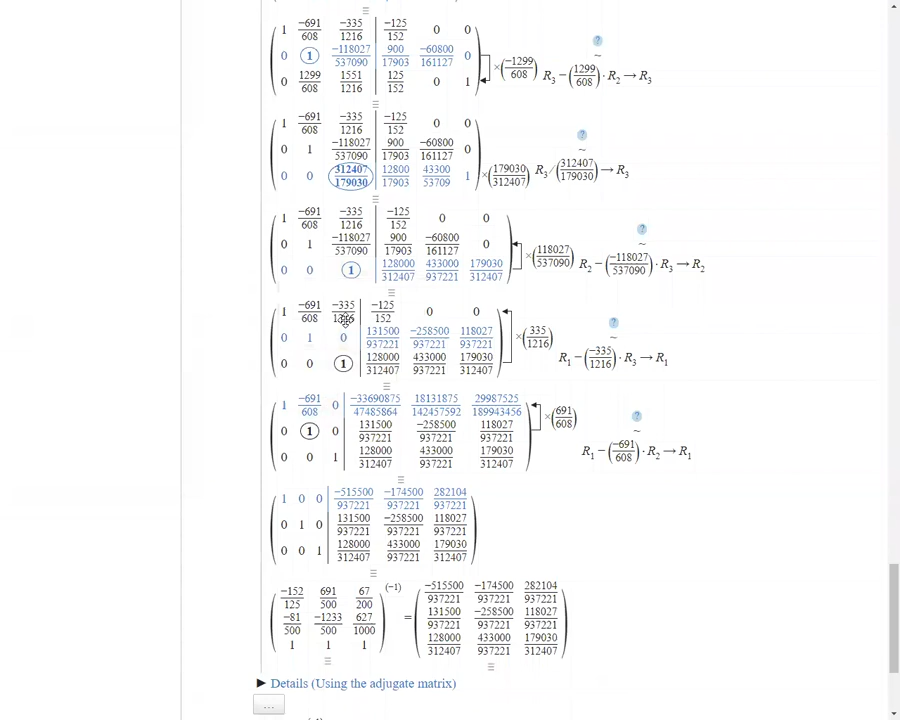 1 −691/608 −335/1216 | −125/152 0 0
0 1 −118027/537090 | 900/17903 −60800/161127 0 ×(−1299/608) R3 − (1299/608) · R2 → R3
0 1299/608 1551/1216 | 125/152 0 1
?
~
1 −691/608 −335/1216 | −125/152 0 0
0 1 −118027/537090 | 900/17903 −60800/161127 0
0 0 312407/179030 | 12800/17903 43300/53709 1 ×(179030/312407) R3 / (312407/179030) → R3
?
~
1 −691/608 −335/1216 | −125/152 0 0
0 1 −118027/537090 | 900/17903 −60800/161127 0 ×(118027/537090) R2 − (−118027/537090) · R3 → R2
0 0 1 | 128000/312407 433000/937221 179030/312407
?
~
1 −691/608 −335/ | −125/152 0 0
0 1 0 | 131500/937221 −258500/937221 118027/937221 ×(335/1216) R1 − (−335/1216) · R3 → R1
0 0 1 | 128000/312407 433000/937221 179030/312407
?
~
1 −691/608 0 | −33690875/47485864 18131875/142457592 29987525/189943456 ×(691/608)
0 1 0 | 131500/937221 −258500/937221 118027/937221 R1 − (−691/608) · R2 → R1
0 0 1 | 128000/312407 433000/937221 179030/312407
?
~
1 0 0 | −515500/937221 −174500/937221 282104/937221
0 1 0 | 131500/937221 −258500/937221 118027/937221
0 0 1 | 128000/312407 433000/937221 179030/312407
−152/125 691/500 67/200 (−1) −515500/937221 −174500/937221 282104/937221
−81/500 −1233/500 627/1000 = 131500/937221 −258500/937221 118027/937221
1 1 1 128000/312407 433000/937221 179030/312407
► Details (Using the adjugate matrix)
...